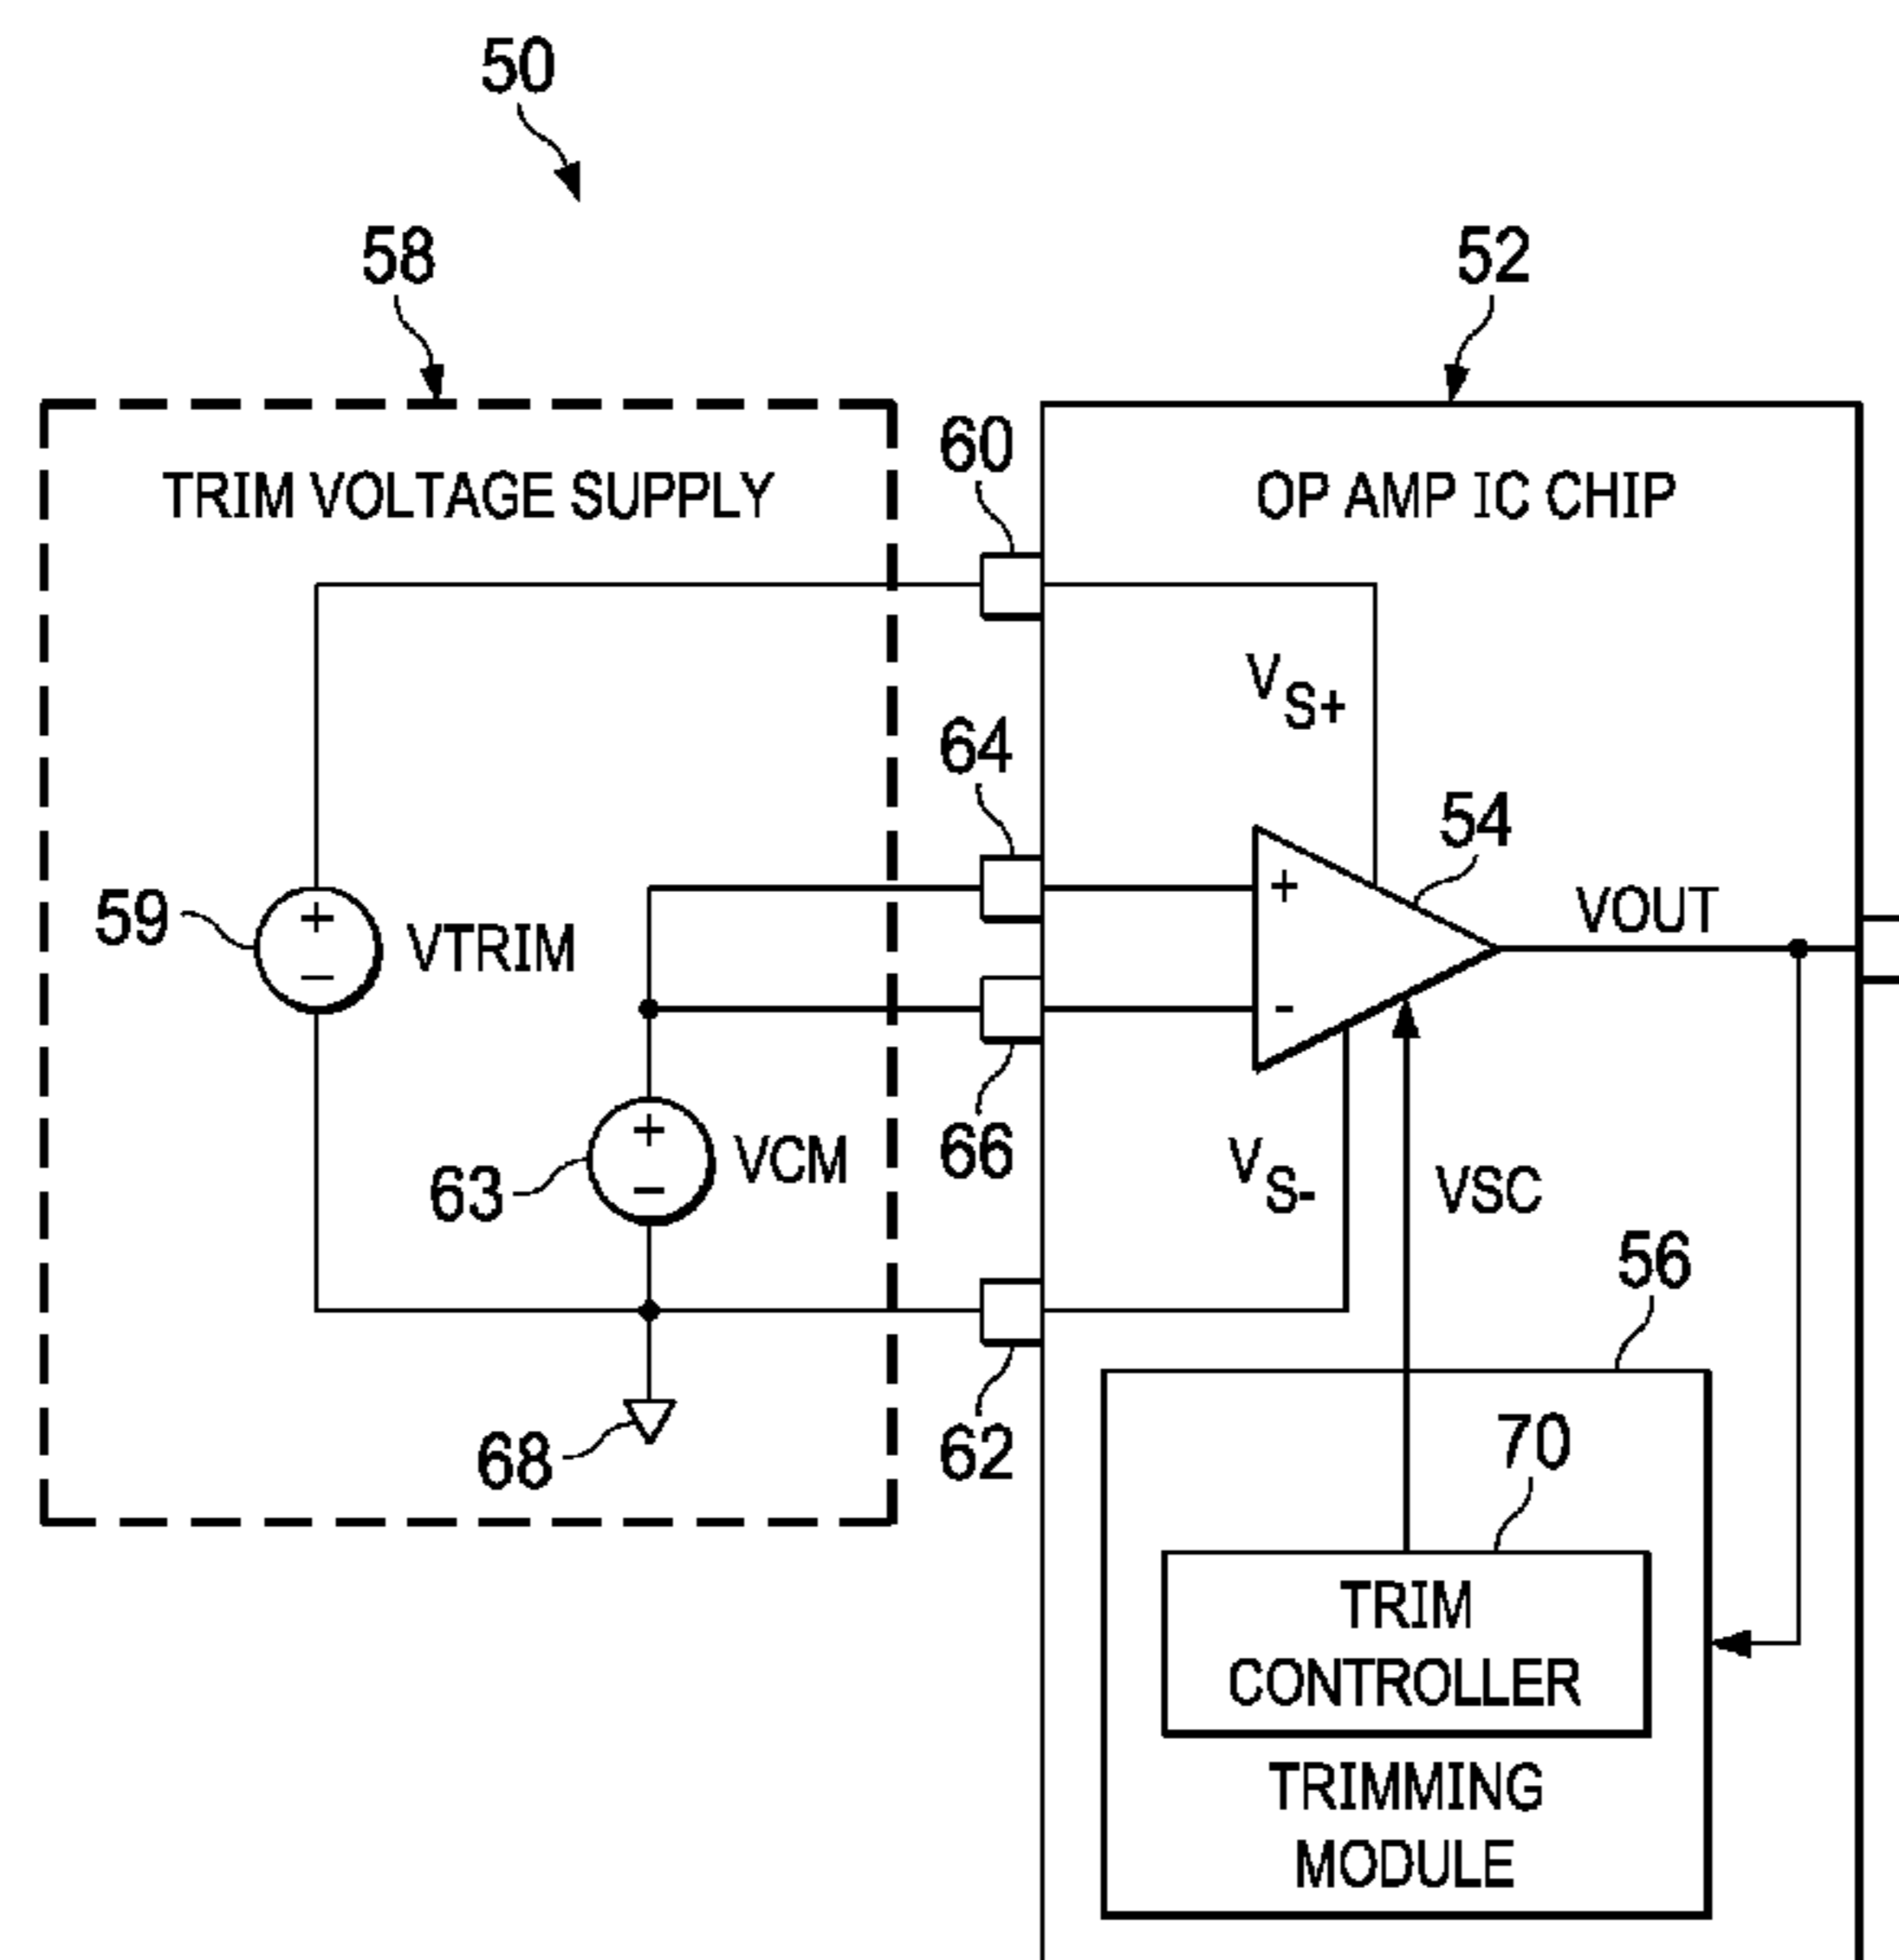 50
58
52
TRIM VOLTAGE SUPPLY
60
OP AMP IC CHIP
VS+
64
54
+
59
+
−
VTRIM
VOUT
-
66
63
+
−
VCM
VS-
VSC
56
68
62
70
TRIM
CONTROLLER
TRIMMING
MODULE